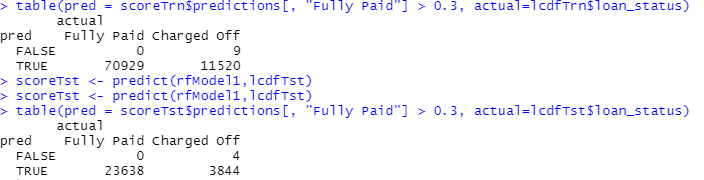 > table(pred = scoreTrn$predictions[, "Fully Paid"] > 0.3, actual=lcdfTrn$loan_status)
       actual
pred    Fully Paid Charged Off
  FALSE          0           9
  TRUE       70929       11520
> scoreTst <- predict(rfModel1,lcdfTst)
> scoreTst <- predict(rfModel1,lcdfTst)
> table(pred = scoreTst$predictions[, "Fully Paid"] > 0.3, actual=lcdfTst$loan_status)
       actual
pred    Fully Paid Charged Off
  FALSE          0           4
  TRUE       23638        3844